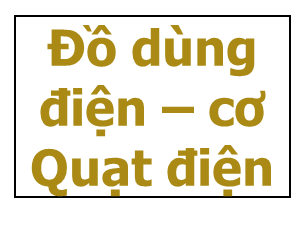 Đồ dùng
điện – cơ
Quạt điện